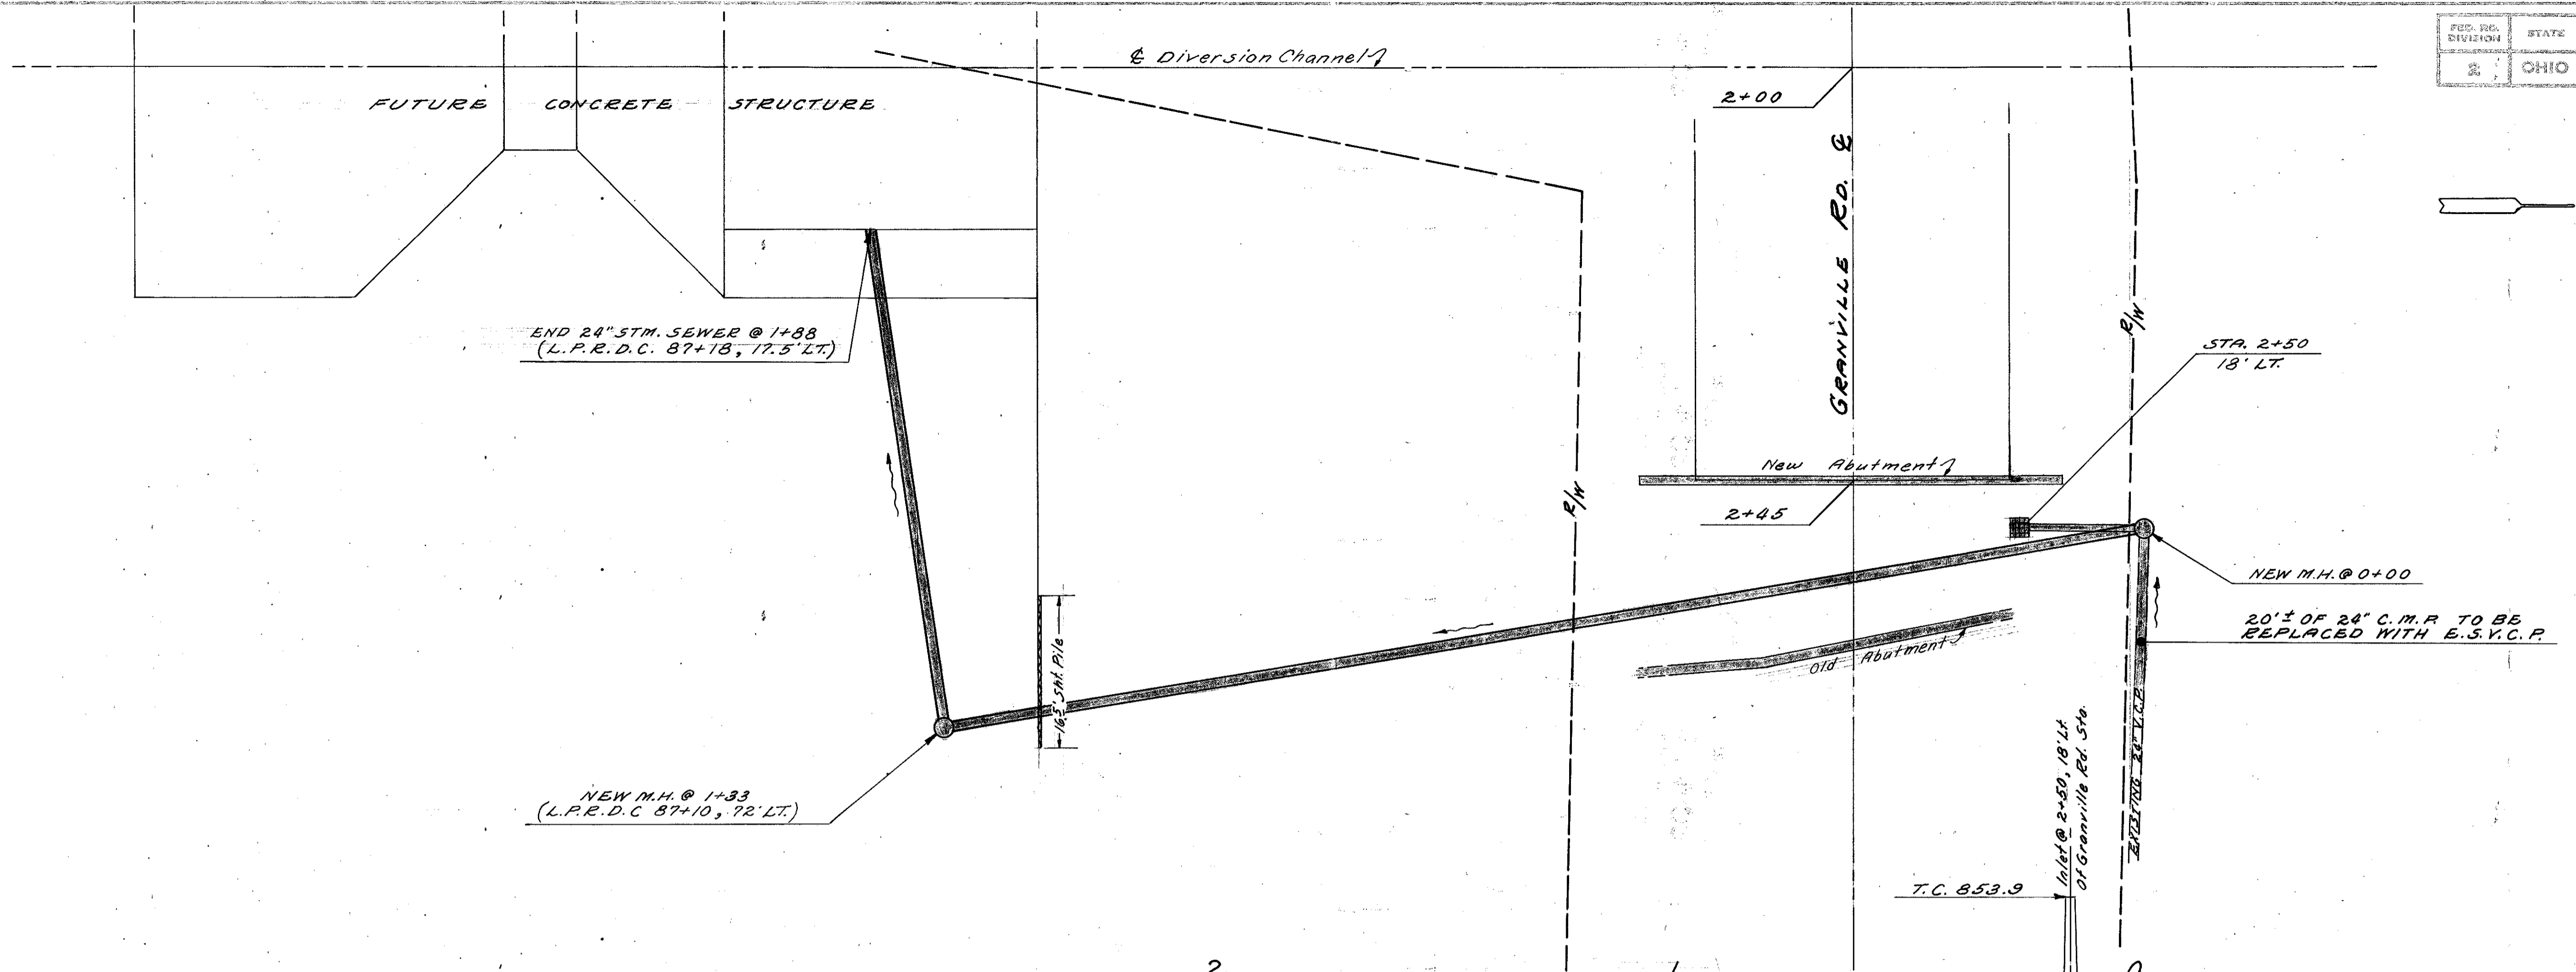 FED. RD. DIVISION
STATE
2
OHIO
℄ Diversion Channel
FUTURE CONCRETE STRUCTURE
2+00
GRANVILLE RD. ℄
R/W
END 24" STM. SEWER @ 1+88
(L.P.R.D.C. 87+18, 17.5' LT.)
STA. 2+50
18' LT.
New Abutment
R/W
2+45
NEW M.H. @ 0+00
20'± OF 24" C.M.P. TO BE
REPLACED WITH E.S.V.C.P.
Old Abutment
16.5' Sht. Pile
EXISTING 24" V.C.P.
Inlet @ 2+50, 18' Lt.
Of Granville Rd. Sta.
NEW M.H. @ 1+33
(L.P.R.D.C 87+10, 72' LT.)
T.C. 853.9
2